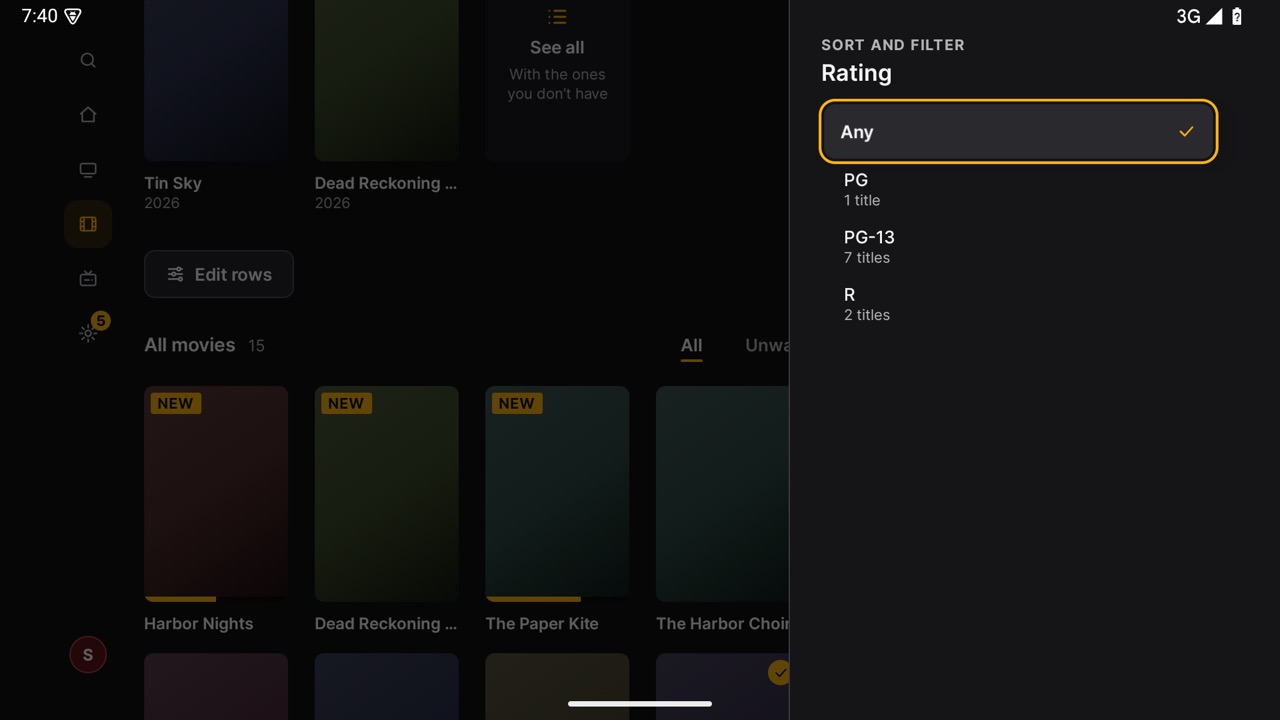 7:40
3G
See all
With the ones
you don't have
Tin Sky
2026
Dead Reckoning ...
2026
Edit rows
5
All movies 15
All
Unwa
NEW
NEW
NEW
Harbor Nights
Dead Reckoning ...
The Paper Kite
The Harbor Choir
S
SORT AND FILTER
Rating
Any
PG
1 title
PG-13
7 titles
R
2 titles